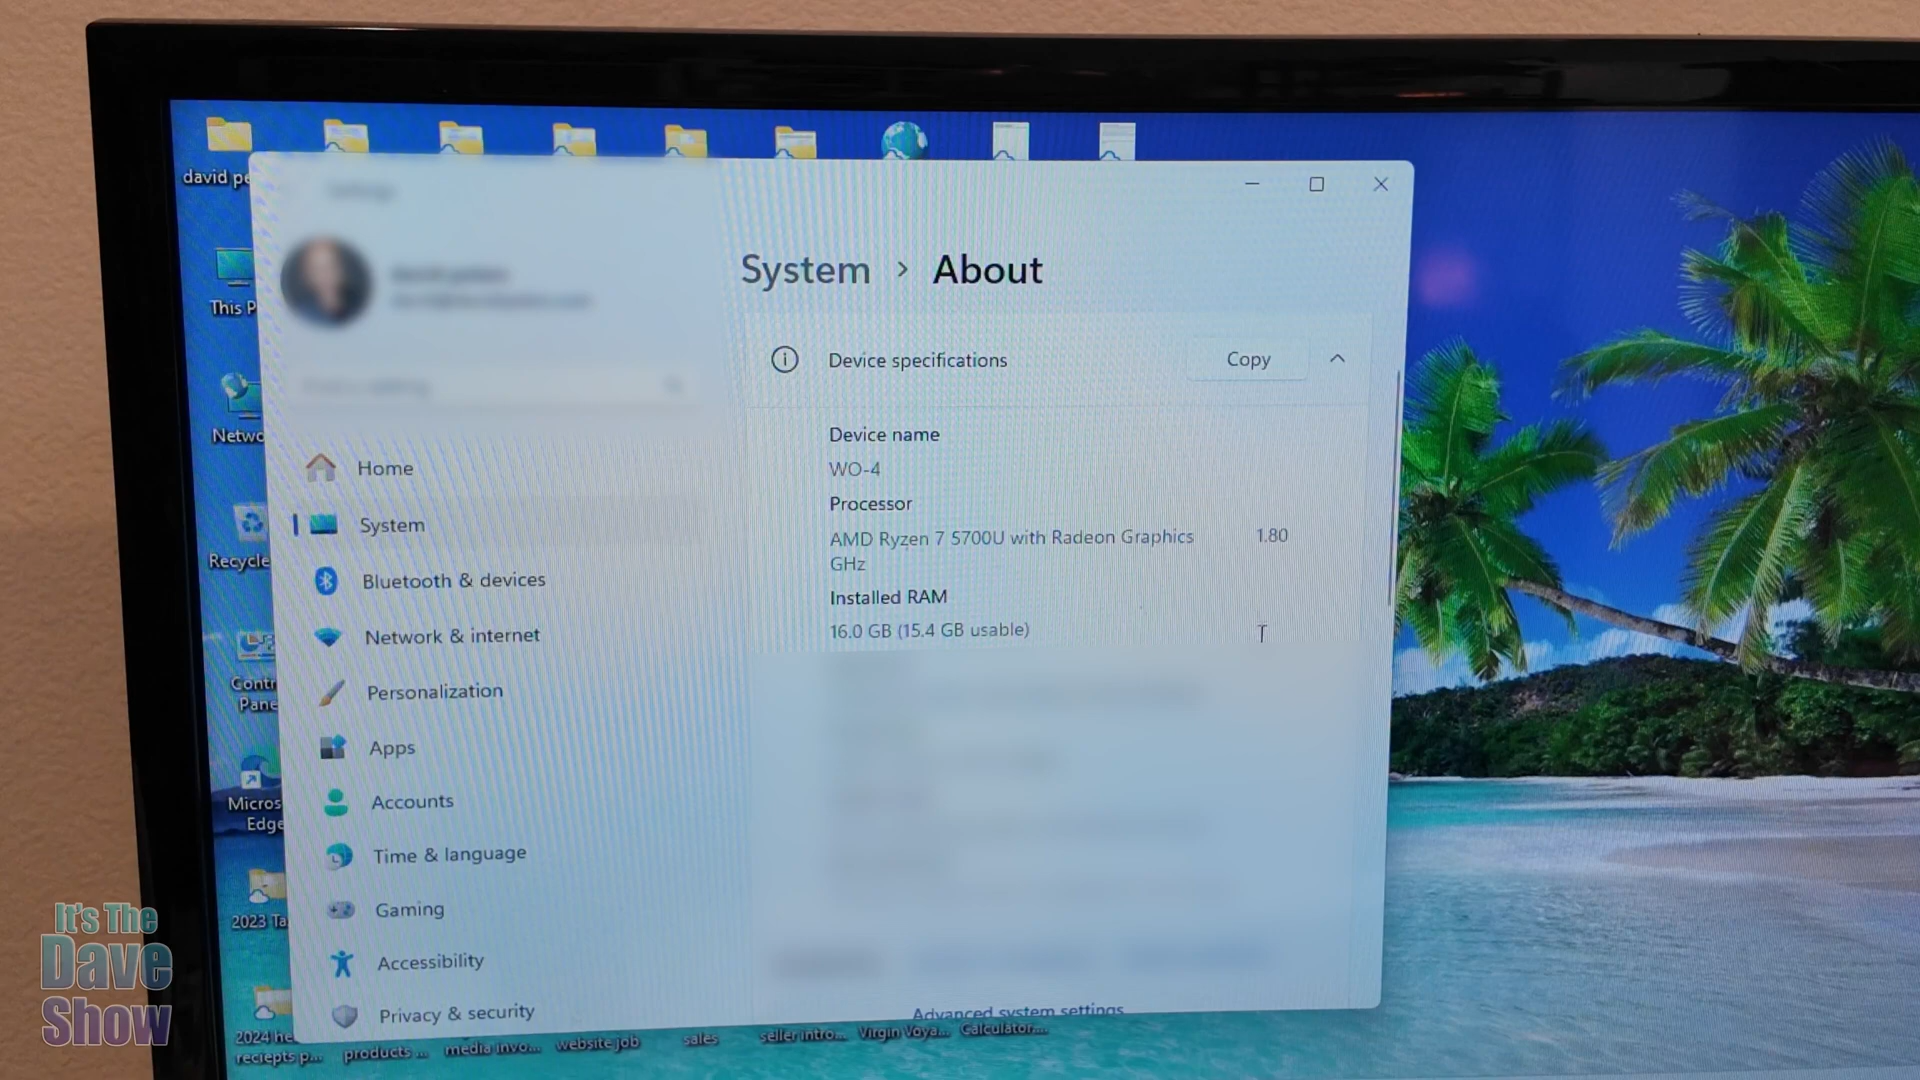 david pe
This P
Netwo
Recycle
Contr
Pane
Micros
Edge
2023 Ta
2024 he
reciepts p...
products ...
media invo...
website job
sales
seller intro...
Virgin Voya...
Calculator....
Settings
Find a setting
Home
System
Bluetooth & devices
Network & internet
Personalization
Apps
Accounts
Time & language
Gaming
Accessibility
Privacy & security
System > About
Device specifications
Copy
Device name
WO-4
Processor
AMD Ryzen 7 5700U with Radeon Graphics 1.80
GHz
Installed RAM
16.0 GB (15.4 GB usable)
Advanced system settings
It's The
Dave
Show